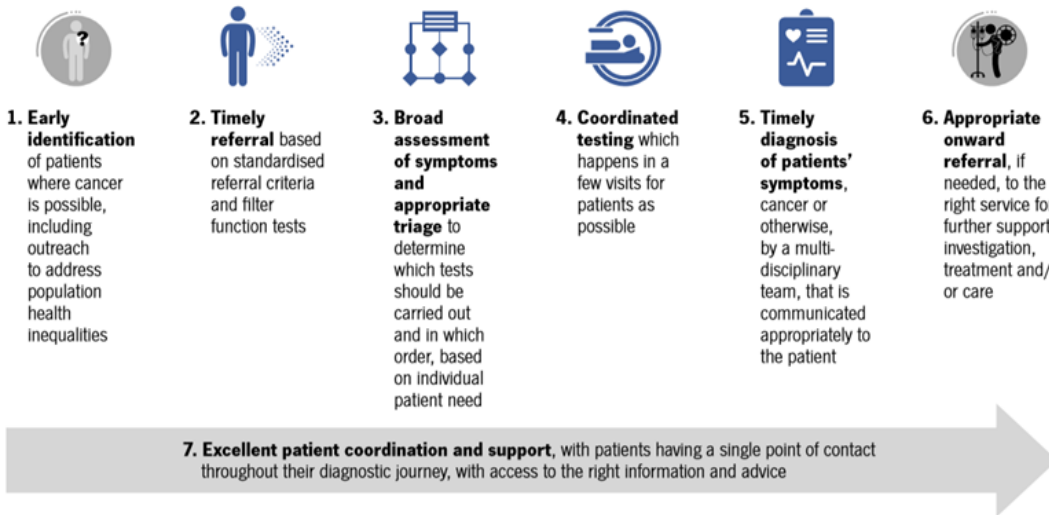 ?
1. Early
identification
of patients
where cancer
is possible,
including
outreach
to address
population
health
inequalities
2. Timely
referral based
on standardised
referral criteria
and filter
function tests
3. Broad
assessment
of symptoms
and
appropriate
triage to
determine
which tests
should be
carried out
and in which
order, based
on individual
patient need
4. Coordinated
testing which
happens in a
few visits for
patients as
possible
5. Timely
diagnosis
of patients’
symptoms,
cancer or
otherwise,
by a multi-
disciplinary
team, that is
communicated
appropriately to
the patient
6. Appropriate
onward
referral, if
needed, to the
right service for
further support,
investigation,
treatment and/
or care
7. Excellent patient coordination and support, with patients having a single point of contact
throughout their diagnostic journey, with access to the right information and advice